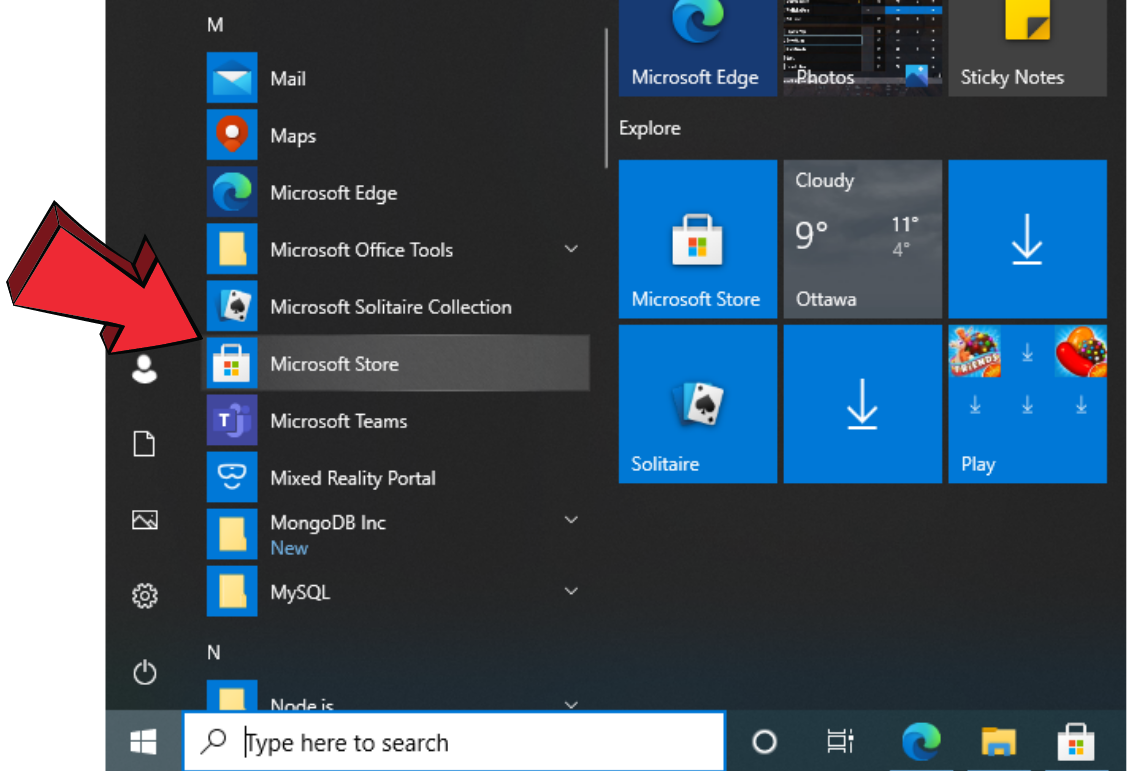 M
Mail
Maps
Microsoft Edge
Microsoft Office Tools
Microsoft Solitaire Collection
Microsoft Store
Microsoft Teams
Mixed Reality Portal
MongoDB Inc
New
MySQL
N
Node.js
Microsoft Edge
Photos
Sticky Notes
Explore
Microsoft Store
Cloudy
9°
11°
4°
Ottawa
Solitaire
FRIENDS
Play
Type here to search